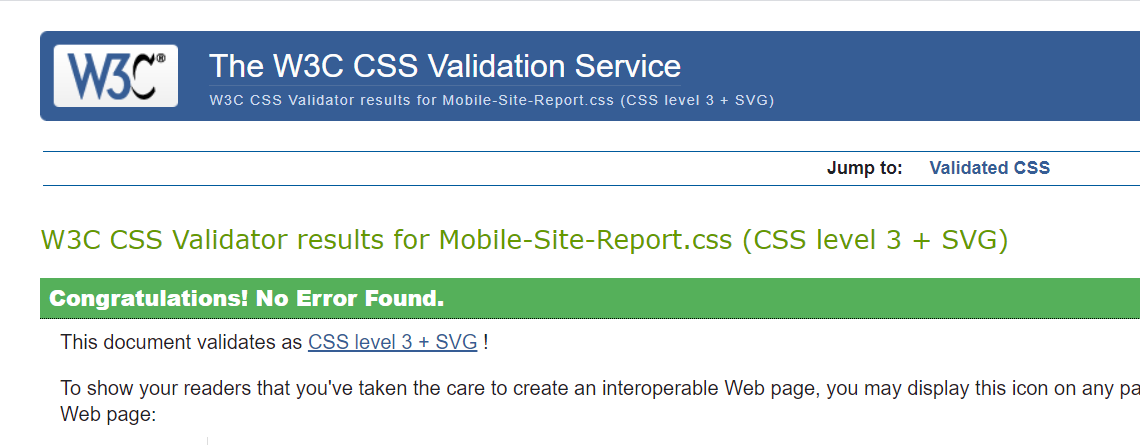 W3C®
The W3C CSS Validation Service
W3C CSS Validator results for Mobile-Site-Report.css (CSS level 3 + SVG)
Jump to: Validated CSS
W3C CSS Validator results for Mobile-Site-Report.css (CSS level 3 + SVG)
Congratulations! No Error Found.
This document validates as CSS level 3 + SVG !
To show your readers that you've taken the care to create an interoperable Web page, you may display this icon on any pa
Web page: